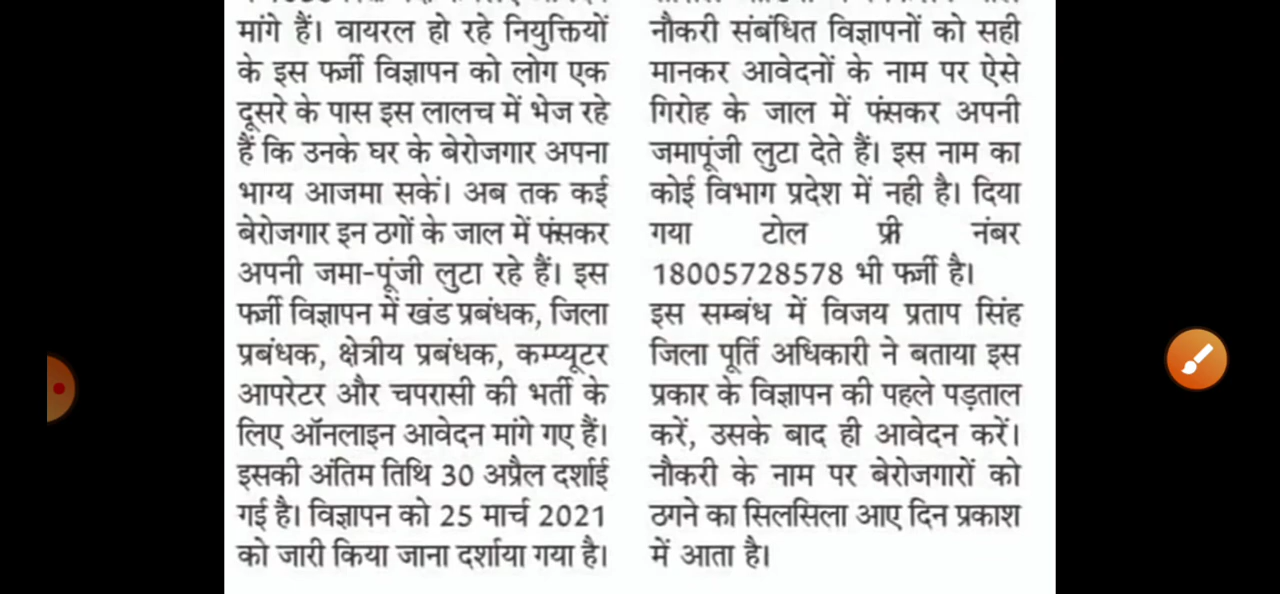 मांगे हैं। वायरल हो रहे नियुक्तियों
के इस फर्जी विज्ञापन को लोग एक
दूसरे के पास इस लालच में भेज रहे
हैं कि उनके घर के बेरोजगार अपना
भाग्य आजमा सकें। अब तक कई
बेरोजगार इन ठगों के जाल में फंसकर
अपनी जमा-पूंजी लुटा रहे हैं। इस
फर्जी विज्ञापन में खंड प्रबंधक, जिला
प्रबंधक, क्षेत्रीय प्रबंधक, कम्प्यूटर
आपरेटर और चपरासी की भर्ती के
लिए ऑनलाइन आवेदन मांगे गए हैं।
इसकी अंतिम तिथि 30 अप्रैल दर्शाई
गई है। विज्ञापन को 25 मार्च 2021
को जारी किया जाना दर्शाया गया है।
नौकरी संबंधित विज्ञापनों को सही
मानकर आवेदनों के नाम पर ऐसे
गिरोह के जाल में फंसकर अपनी
जमापूंजी लुटा देते हैं। इस नाम का
कोई विभाग प्रदेश में नही है। दिया
गया टोल फ्री नंबर
18005728578 भी फर्जी है।
इस सम्बंध में विजय प्रताप सिंह
जिला पूर्ति अधिकारी ने बताया इस
प्रकार के विज्ञापन की पहले पड़ताल
करें, उसके बाद ही आवेदन करें।
नौकरी के नाम पर बेरोजगारों को
ठगने का सिलसिला आए दिन प्रकाश
में आता है।